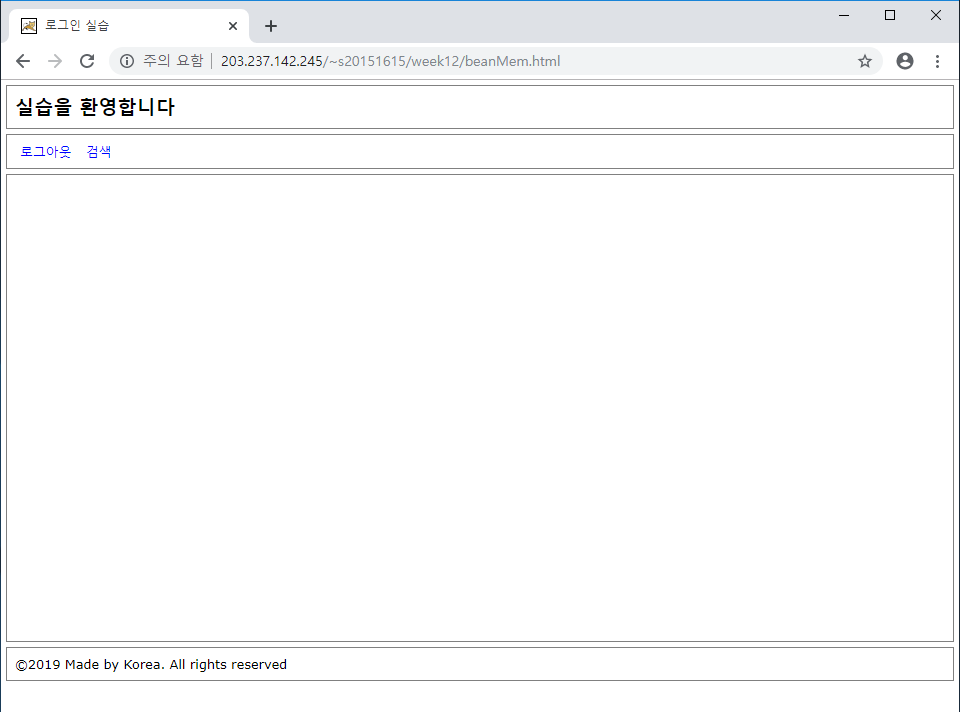 로그인 실습
주의 요함 | 203.237.142.245/~s20151615/week12/beanMem.html
실습을 환영합니다
로그아웃 검색
©2019 Made by Korea. All rights reserved